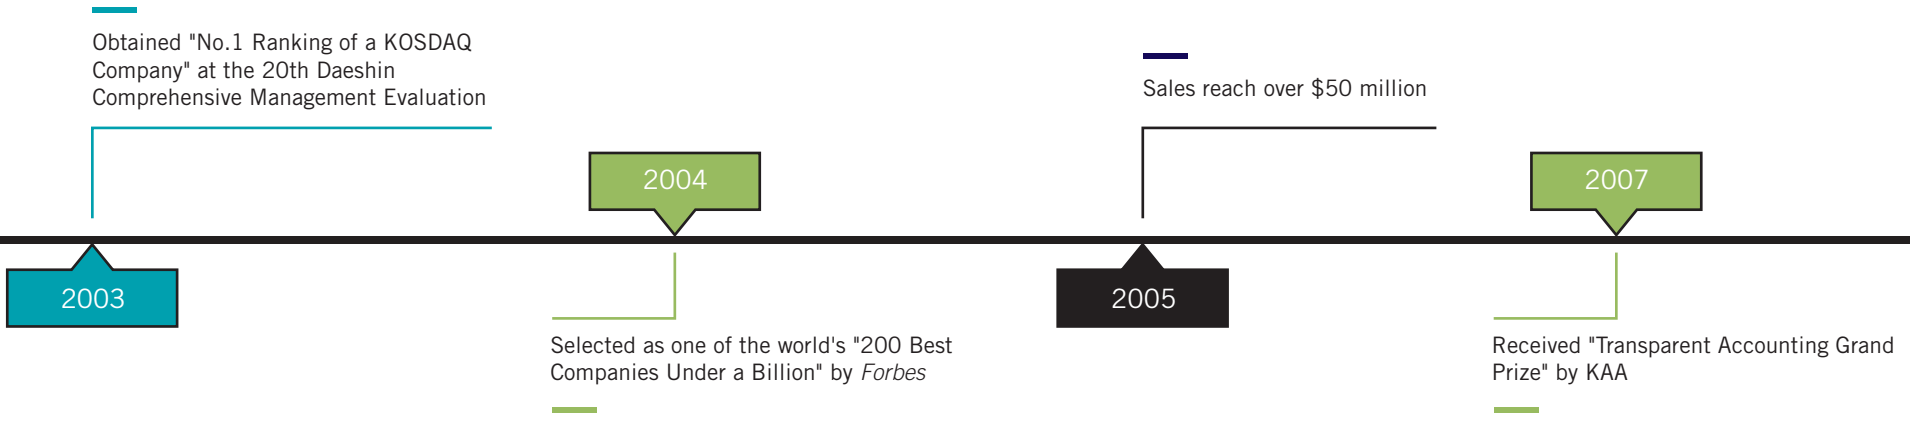 Obtained "No.1 Ranking of a KOSDAQ
Company" at the 20th Daeshin
Comprehensive Management Evaluation
2003
2004
Selected as one of the world's "200 Best
Companies Under a Billion" by Forbes
Sales reach over $50 million
2005
2007
Received "Transparent Accounting Grand
Prize" by KAA